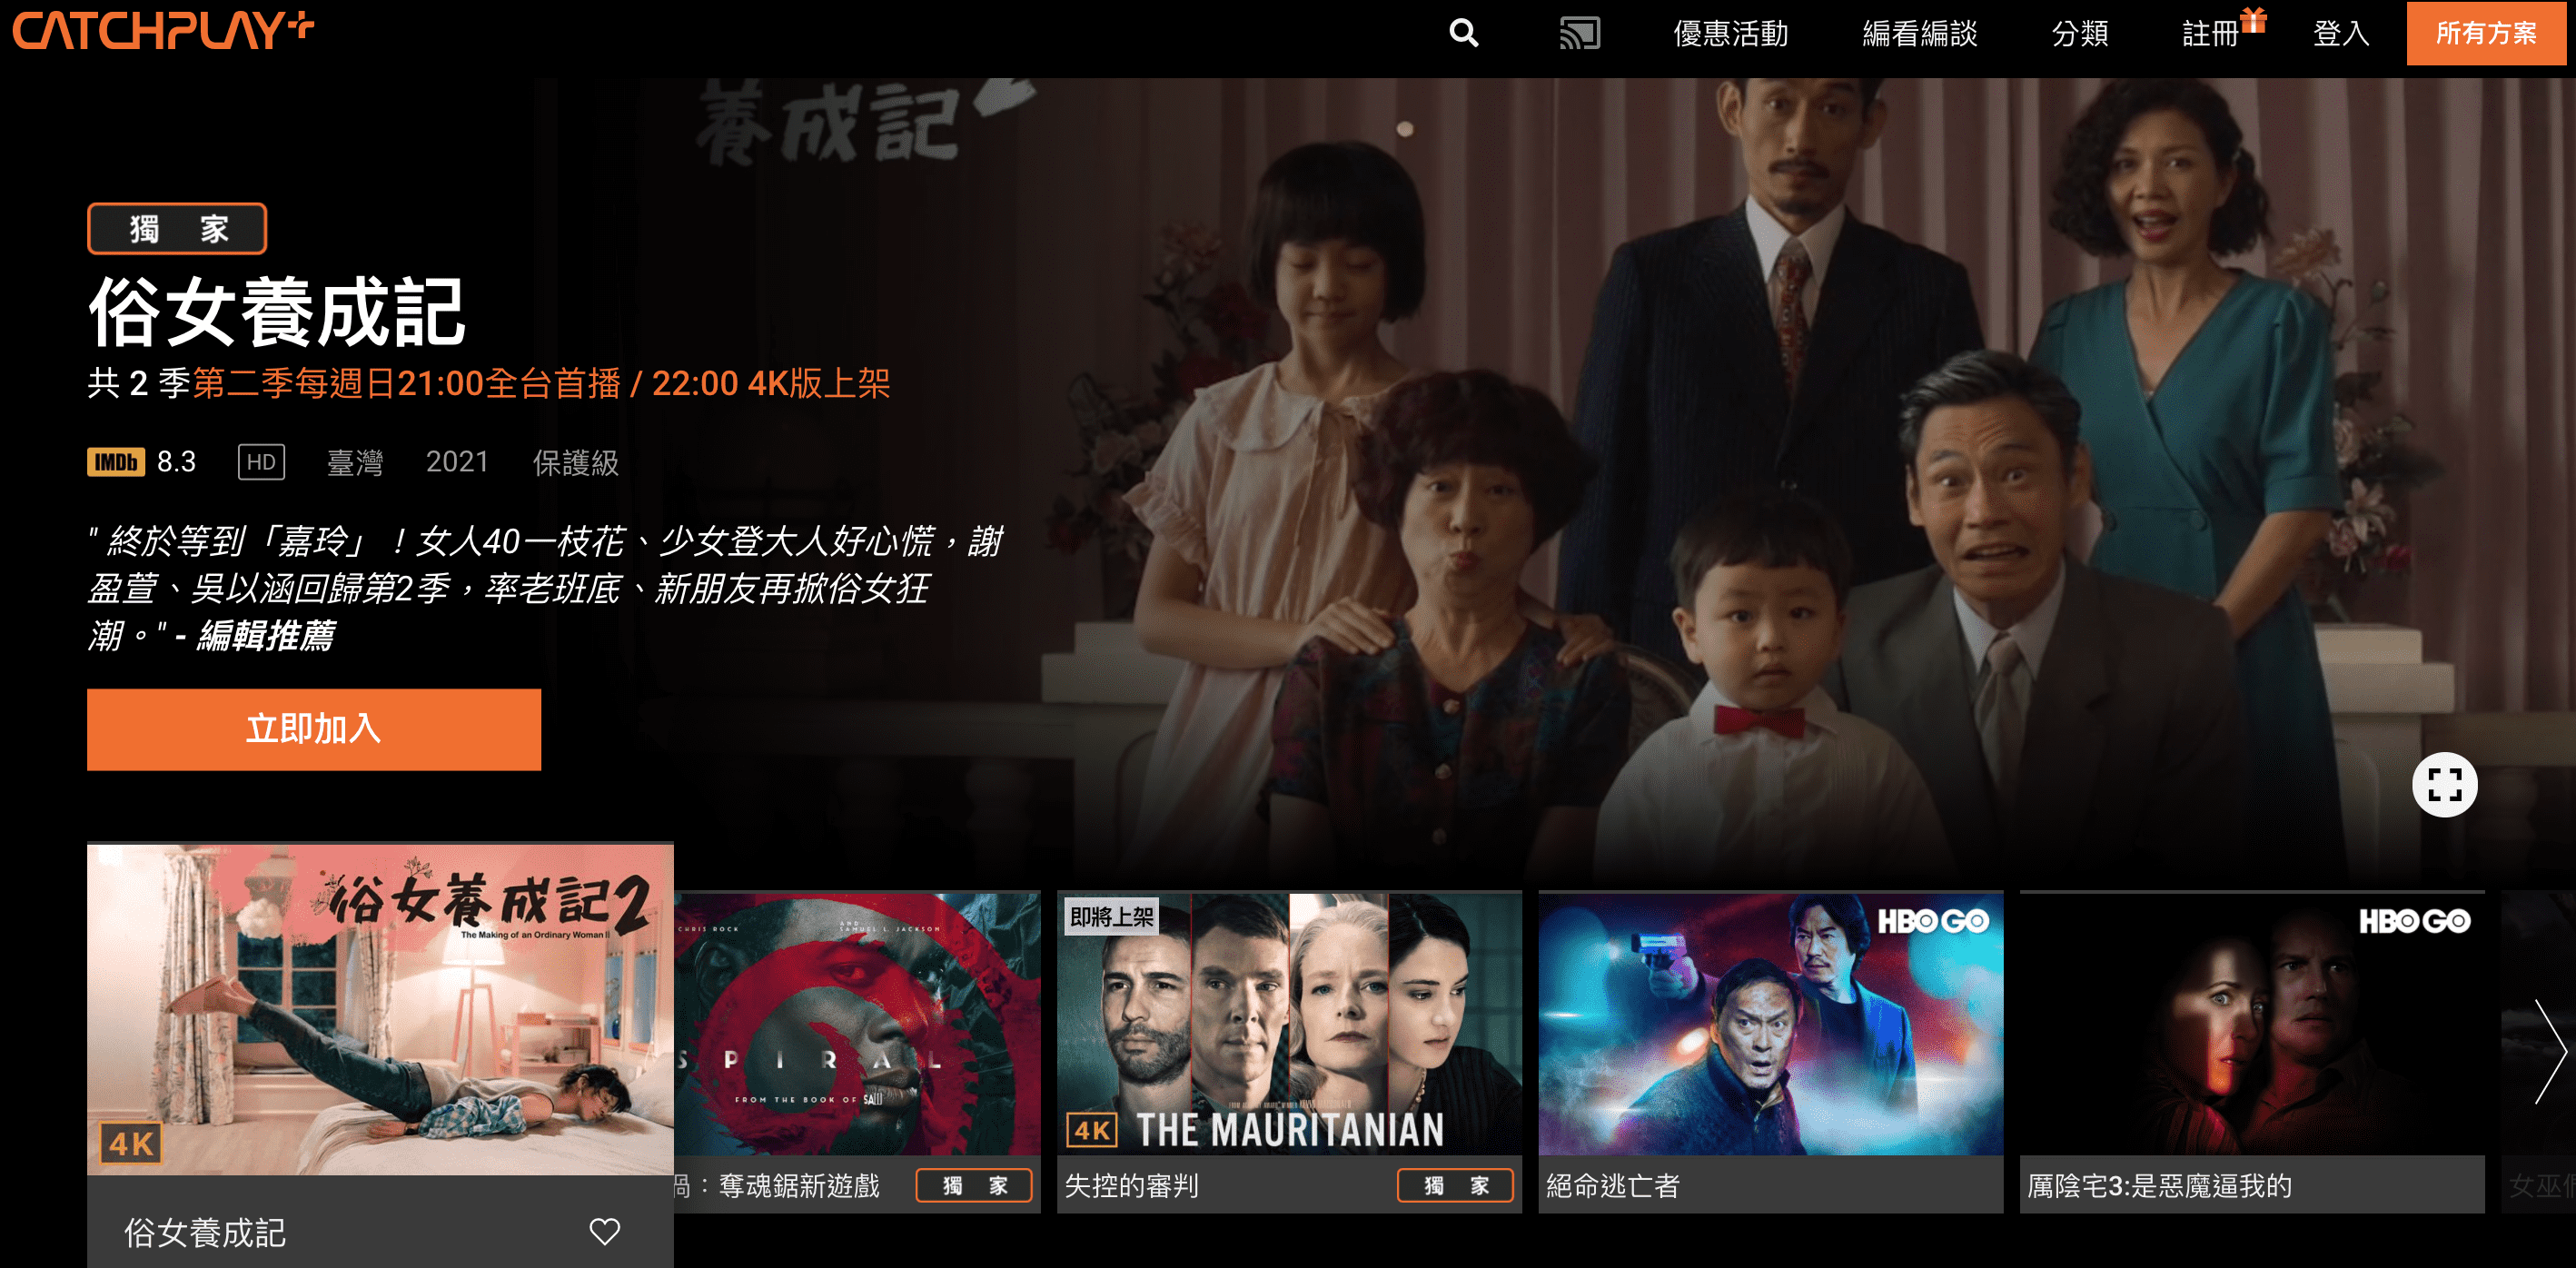 CATCHPLAY+
優惠活動
編看編談
分類
註冊
登入
所有方案
養成記2
獨 家
俗女養成記
共 2 季第二季每週日21:00全台首播 / 22:00 4K版上架
IMDb 8.3 HD 臺灣 2021 保護級
" 終於等到「嘉玲」！女人40一枝花、少女登大人好心慌，謝
盈萱、吳以涵回歸第2季，率老班底、新朋友再掀俗女狂
潮。" - 編輯推薦
立即加入
俗女養成記2
The Making of an Ordinary Woman II
4K
俗女養成記
CHRIS ROCK
AND
SAMUEL L. JACKSON
SPIRAL
FROM THE BOOK OF SAW
禍：奪魂鋸新遊戲
獨 家
即將上架
4K
THE MAURITANIAN
失控的審判
獨 家
HBO GO
絕命逃亡者
HBO GO
厲陰宅3:是惡魔逼我的
女巫